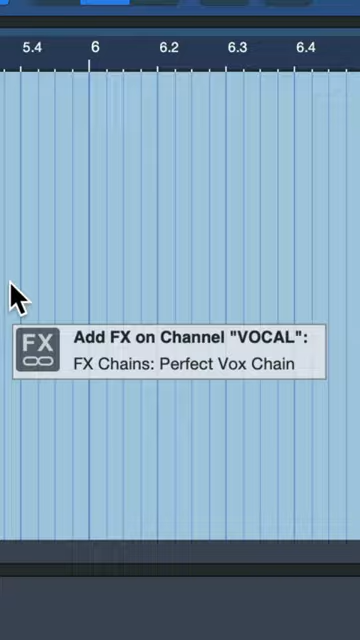 5.4 6 6.2 6.3 6.4
FX Add FX on Channel "VOCAL":
FX Chains: Perfect Vox Chain